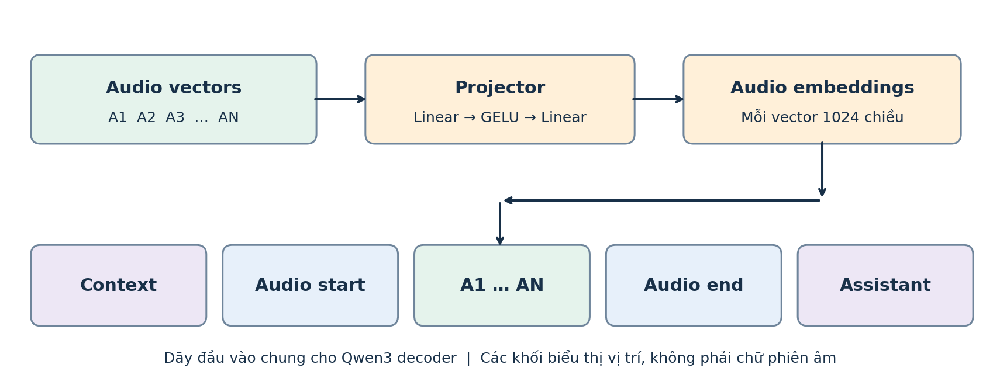 Audio vectors
A1 A2 A3 ... AN
Projector
Linear → GELU → Linear
Audio embeddings
Mỗi vector 1024 chiều
Context
Audio start
A1 ... AN
Audio end
Assistant
Dãy đầu vào chung cho Qwen3 decoder | Các khối biểu thị vị trí, không phải chữ phiên âm